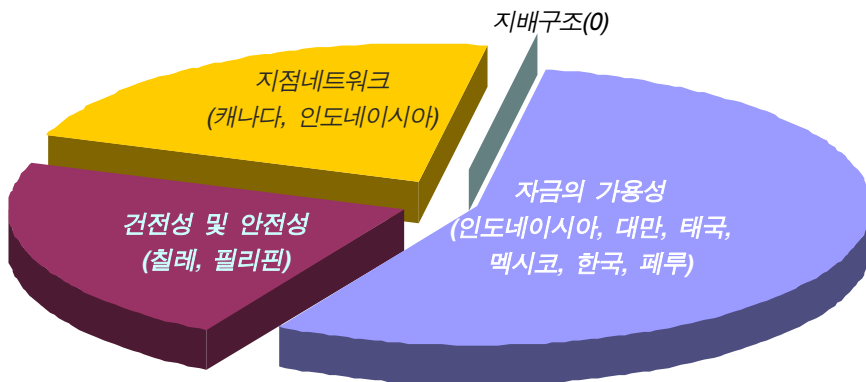 지배구조(0)
지점네트워크
(캐나다, 인도네이시아)
자금의 가용성
(인도네이시아, 대만, 태국,
멕시코, 한국, 페루)
건전성 및 안전성
(칠레, 필리핀)